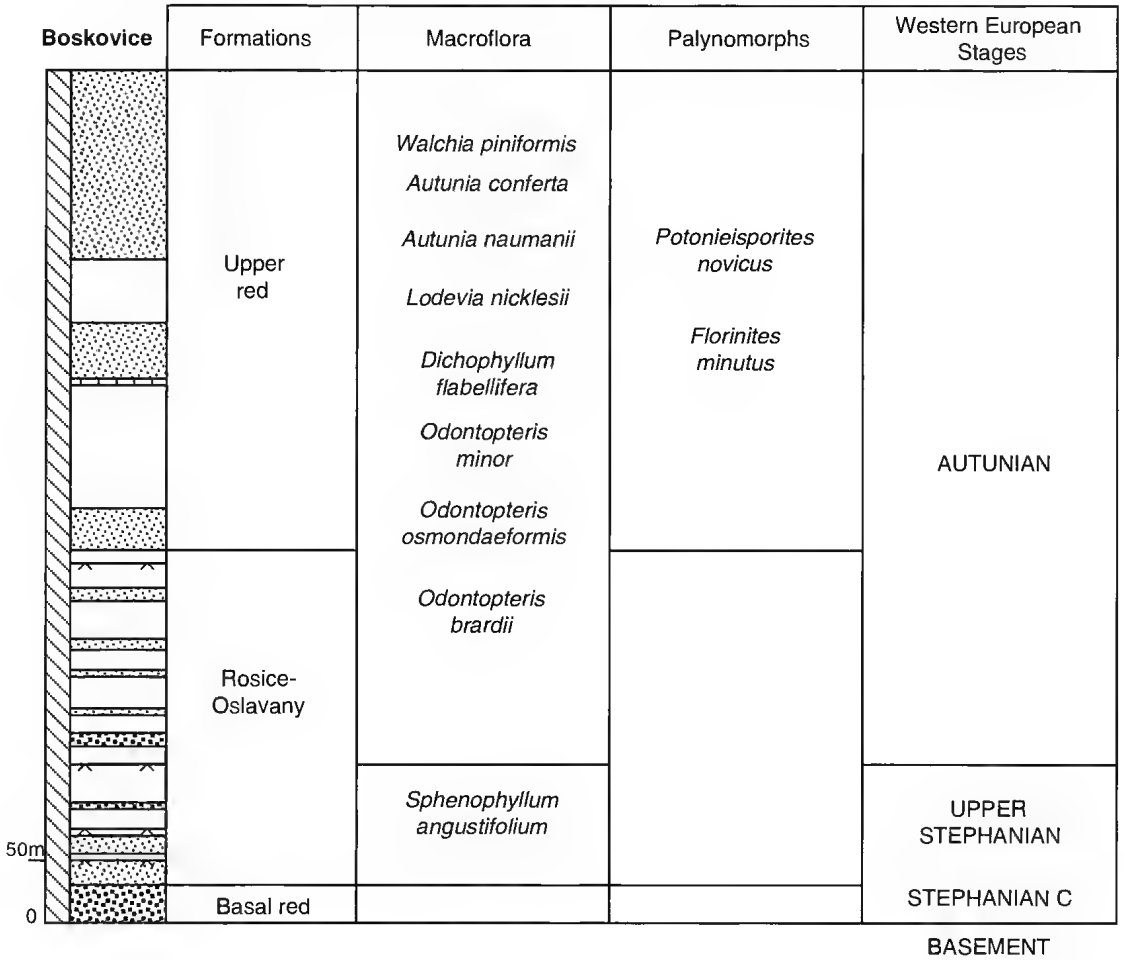 Boskovice
Formations
Macroflora
Palynomorphs
Western European
Stages
Upper
red
Walchia piniformis
Autunia conferta
Autunia naumanii
Lodevia nicklesii
Dichophyllum
flabellifera
Odontopteris
minor
Odontopteris
osmondaeformis
Odontopteris
brardii
Potonieisporites
novicus
Florinites
minutus
AUTUNIAN
Rosice-
Oslavany
Sphenophyllum
angustifolium
UPPER
STEPHANIAN
50m
0
Basal red
STEPHANIAN C
BASEMENT